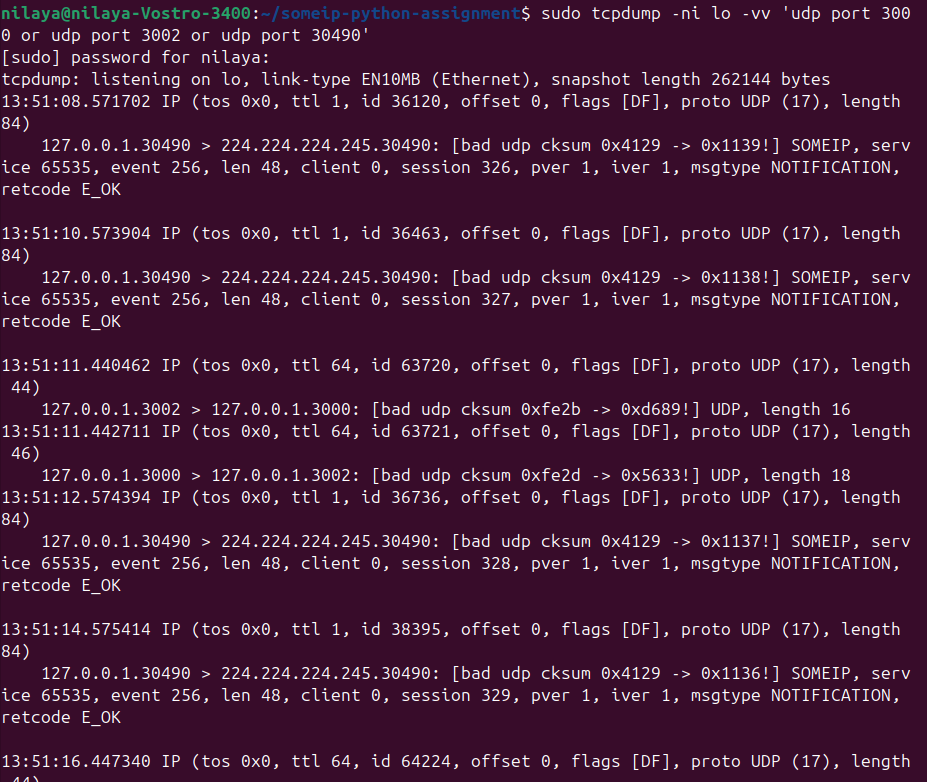 nilaya@nilaya-Vostro-3400:~/someip-python-assignment$ sudo tcpdump -ni lo -vv 'udp port 300
0 or udp port 3002 or udp port 30490'
[sudo] password for nilaya:
tcpdump: listening on lo, link-type EN10MB (Ethernet), snapshot length 262144 bytes
13:51:08.571702 IP (tos 0x0, ttl 1, id 36120, offset 0, flags [DF], proto UDP (17), length
84)
    127.0.0.1.30490 > 224.224.224.245.30490: [bad udp cksum 0x4129 -> 0x1139!] SOMEIP, serv
ice 65535, event 256, len 48, client 0, session 326, pver 1, iver 1, msgtype NOTIFICATION,
retcode E_OK

13:51:10.573904 IP (tos 0x0, ttl 1, id 36463, offset 0, flags [DF], proto UDP (17), length
84)
    127.0.0.1.30490 > 224.224.224.245.30490: [bad udp cksum 0x4129 -> 0x1138!] SOMEIP, serv
ice 65535, event 256, len 48, client 0, session 327, pver 1, iver 1, msgtype NOTIFICATION,
retcode E_OK

13:51:11.440462 IP (tos 0x0, ttl 64, id 63720, offset 0, flags [DF], proto UDP (17), length
 44)
    127.0.0.1.3002 > 127.0.0.1.3000: [bad udp cksum 0xfe2b -> 0xd689!] UDP, length 16
13:51:11.442711 IP (tos 0x0, ttl 64, id 63721, offset 0, flags [DF], proto UDP (17), length
 46)
    127.0.0.1.3000 > 127.0.0.1.3002: [bad udp cksum 0xfe2d -> 0x5633!] UDP, length 18
13:51:12.574394 IP (tos 0x0, ttl 1, id 36736, offset 0, flags [DF], proto UDP (17), length
84)
    127.0.0.1.30490 > 224.224.224.245.30490: [bad udp cksum 0x4129 -> 0x1137!] SOMEIP, serv
ice 65535, event 256, len 48, client 0, session 328, pver 1, iver 1, msgtype NOTIFICATION,
retcode E_OK

13:51:14.575414 IP (tos 0x0, ttl 1, id 38395, offset 0, flags [DF], proto UDP (17), length
84)
    127.0.0.1.30490 > 224.224.224.245.30490: [bad udp cksum 0x4129 -> 0x1136!] SOMEIP, serv
ice 65535, event 256, len 48, client 0, session 329, pver 1, iver 1, msgtype NOTIFICATION,
retcode E_OK

13:51:16.447340 IP (tos 0x0, ttl 64, id 64224, offset 0, flags [DF], proto UDP (17), length
 44)